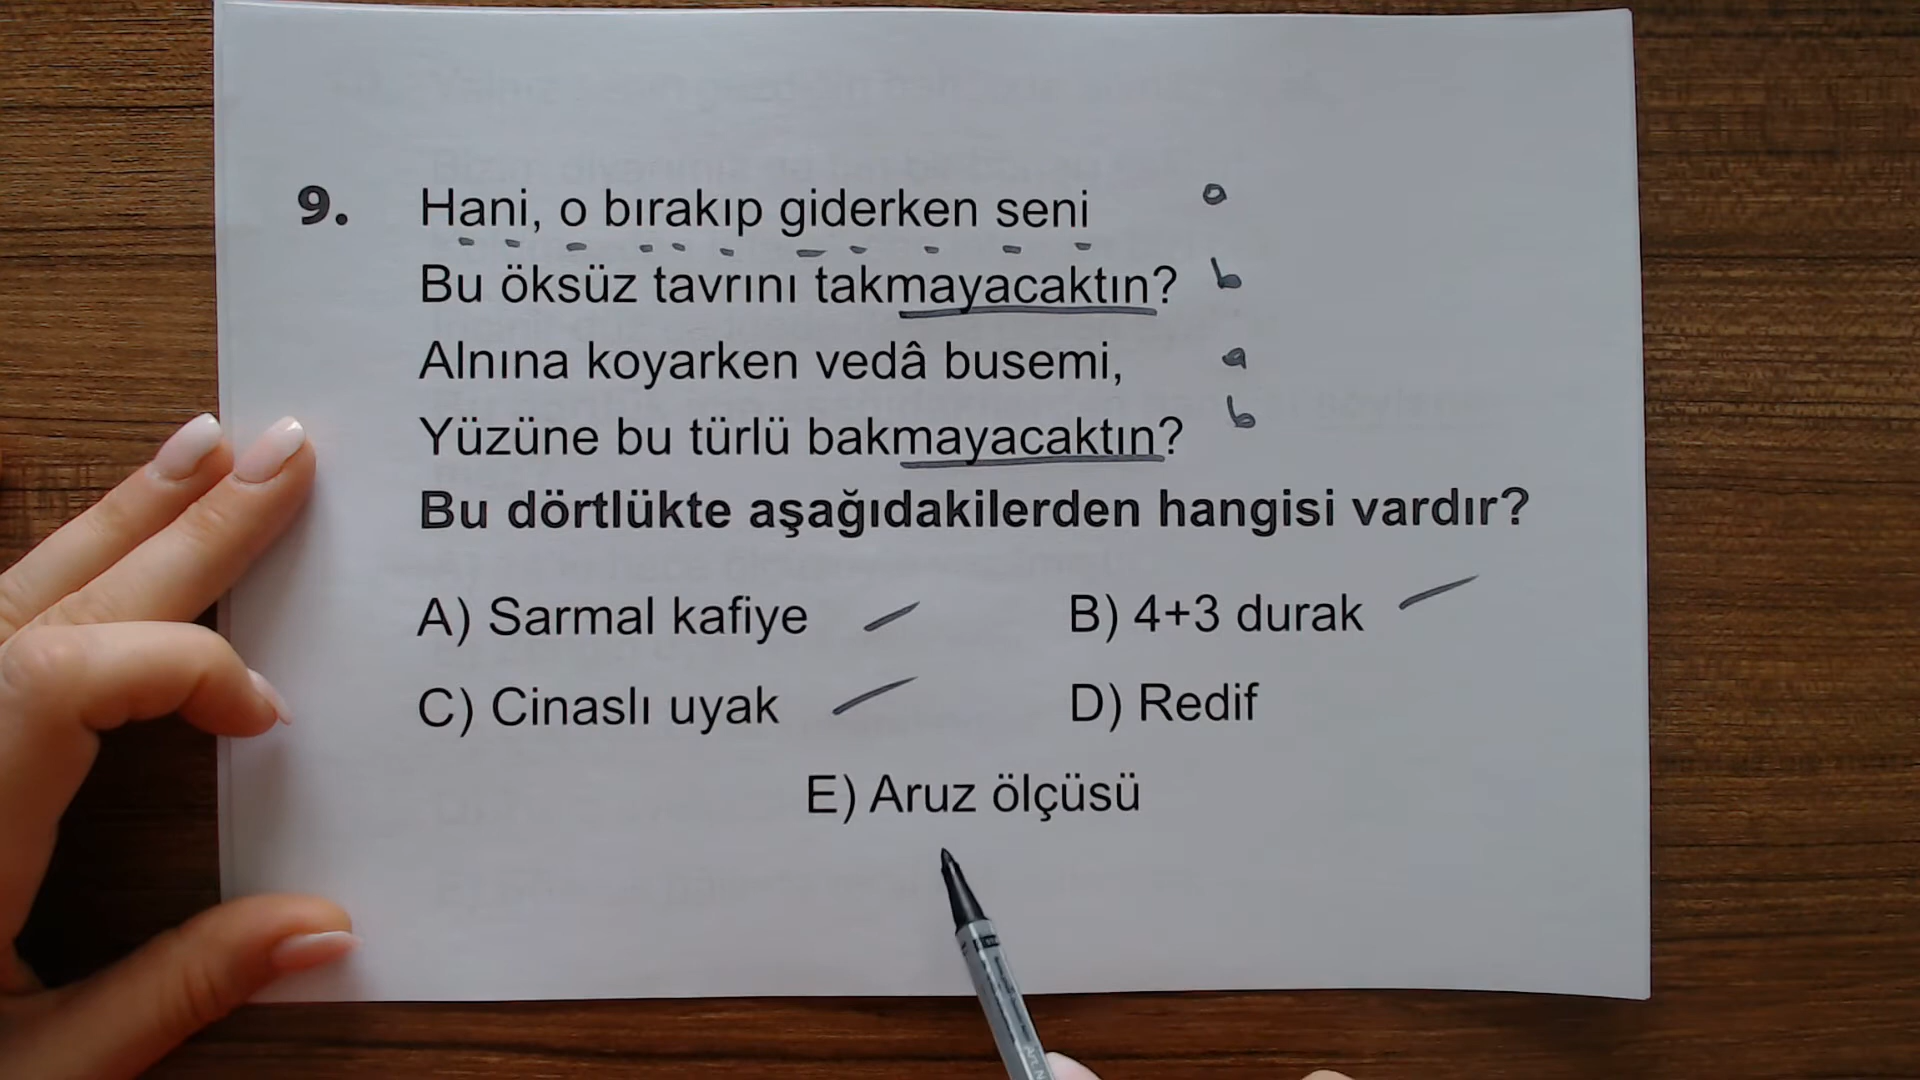 9. Hani, o bırakıp giderken seni a
Bu öksüz tavrını takmayacaktın? b
Alnına koyarken vedâ busemi, a
Yüzüne bu türlü bakmayacaktın? b
Bu dörtlükte aşağıdakilerden hangisi vardır?
A) Sarmal kafiye B) 4+3 durak
C) Cinaslı uyak D) Redif
E) Aruz ölçüsü